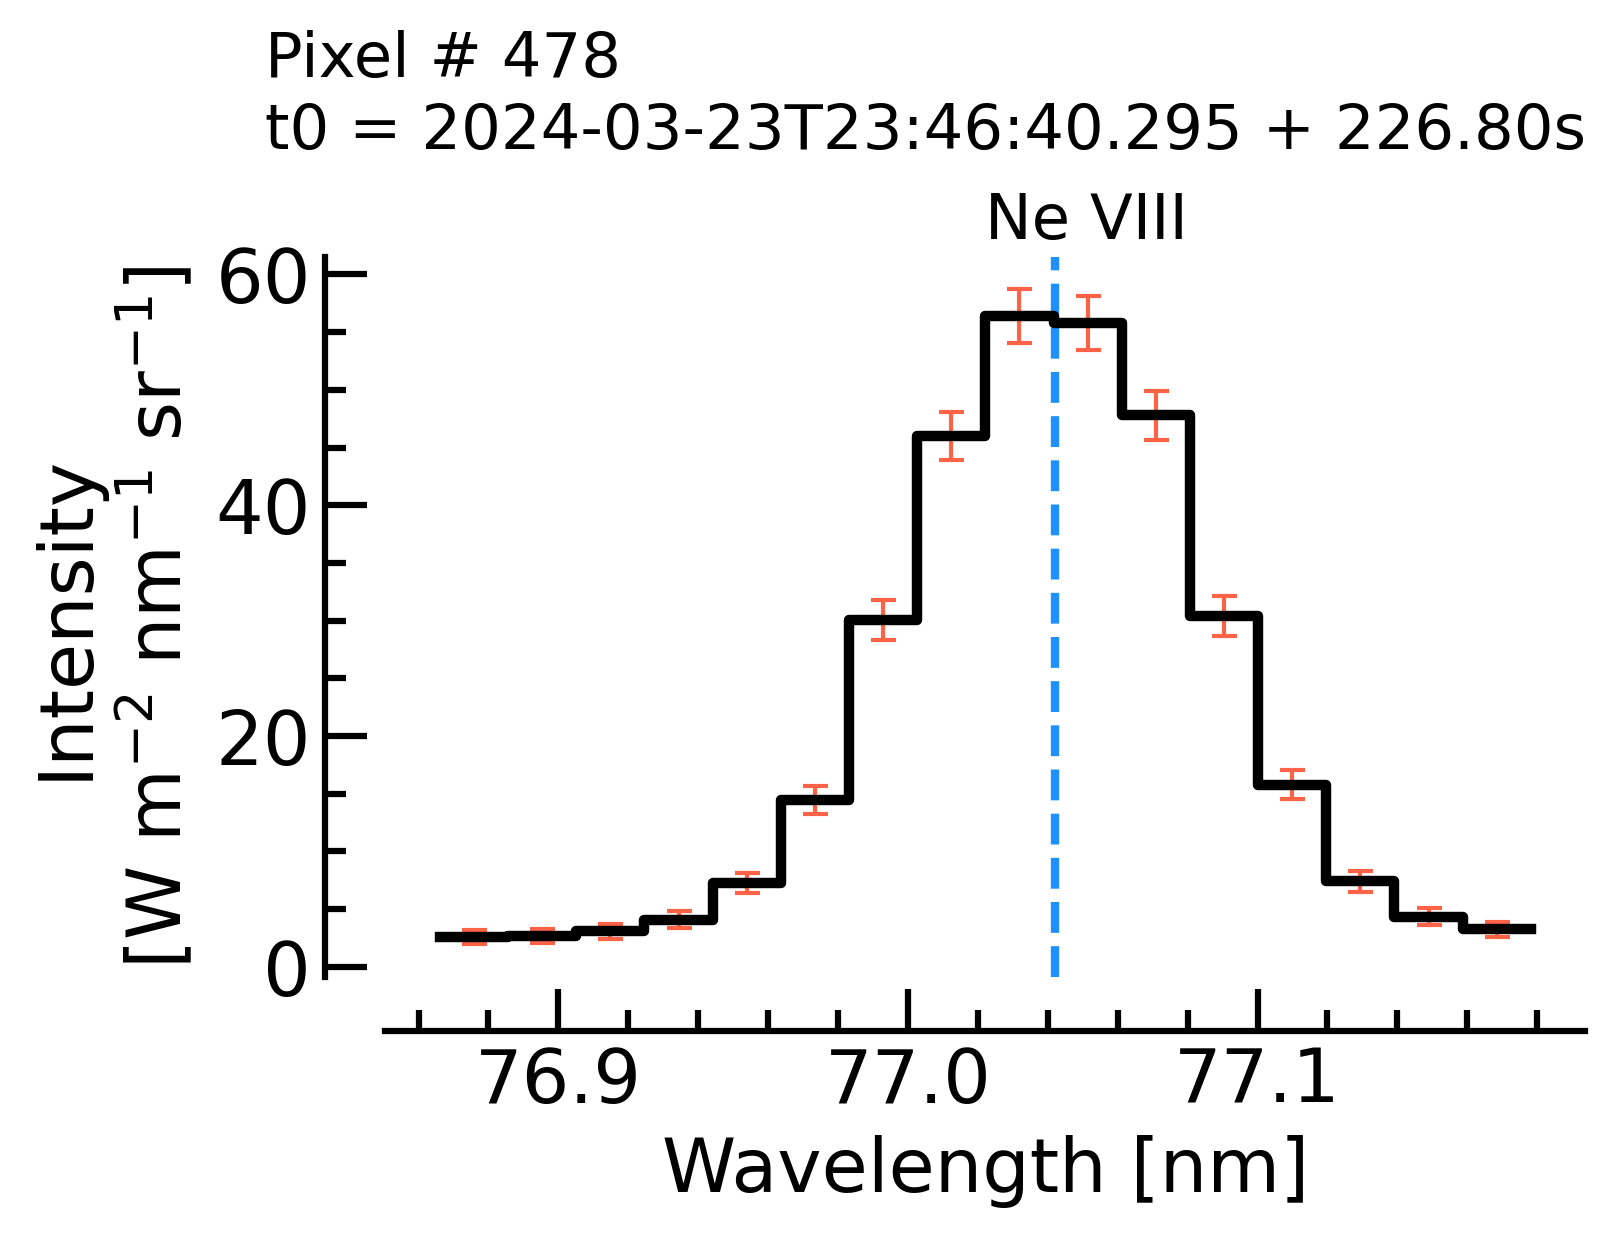 Pixel # 478
t0 = 2024-03-23T23:46:40.295 + 226.80s
Ne VIII
Intensity
[W m⁻² nm⁻¹ sr⁻¹]
60
40
20
0
76.9 77.0 77.1
Wavelength [nm]